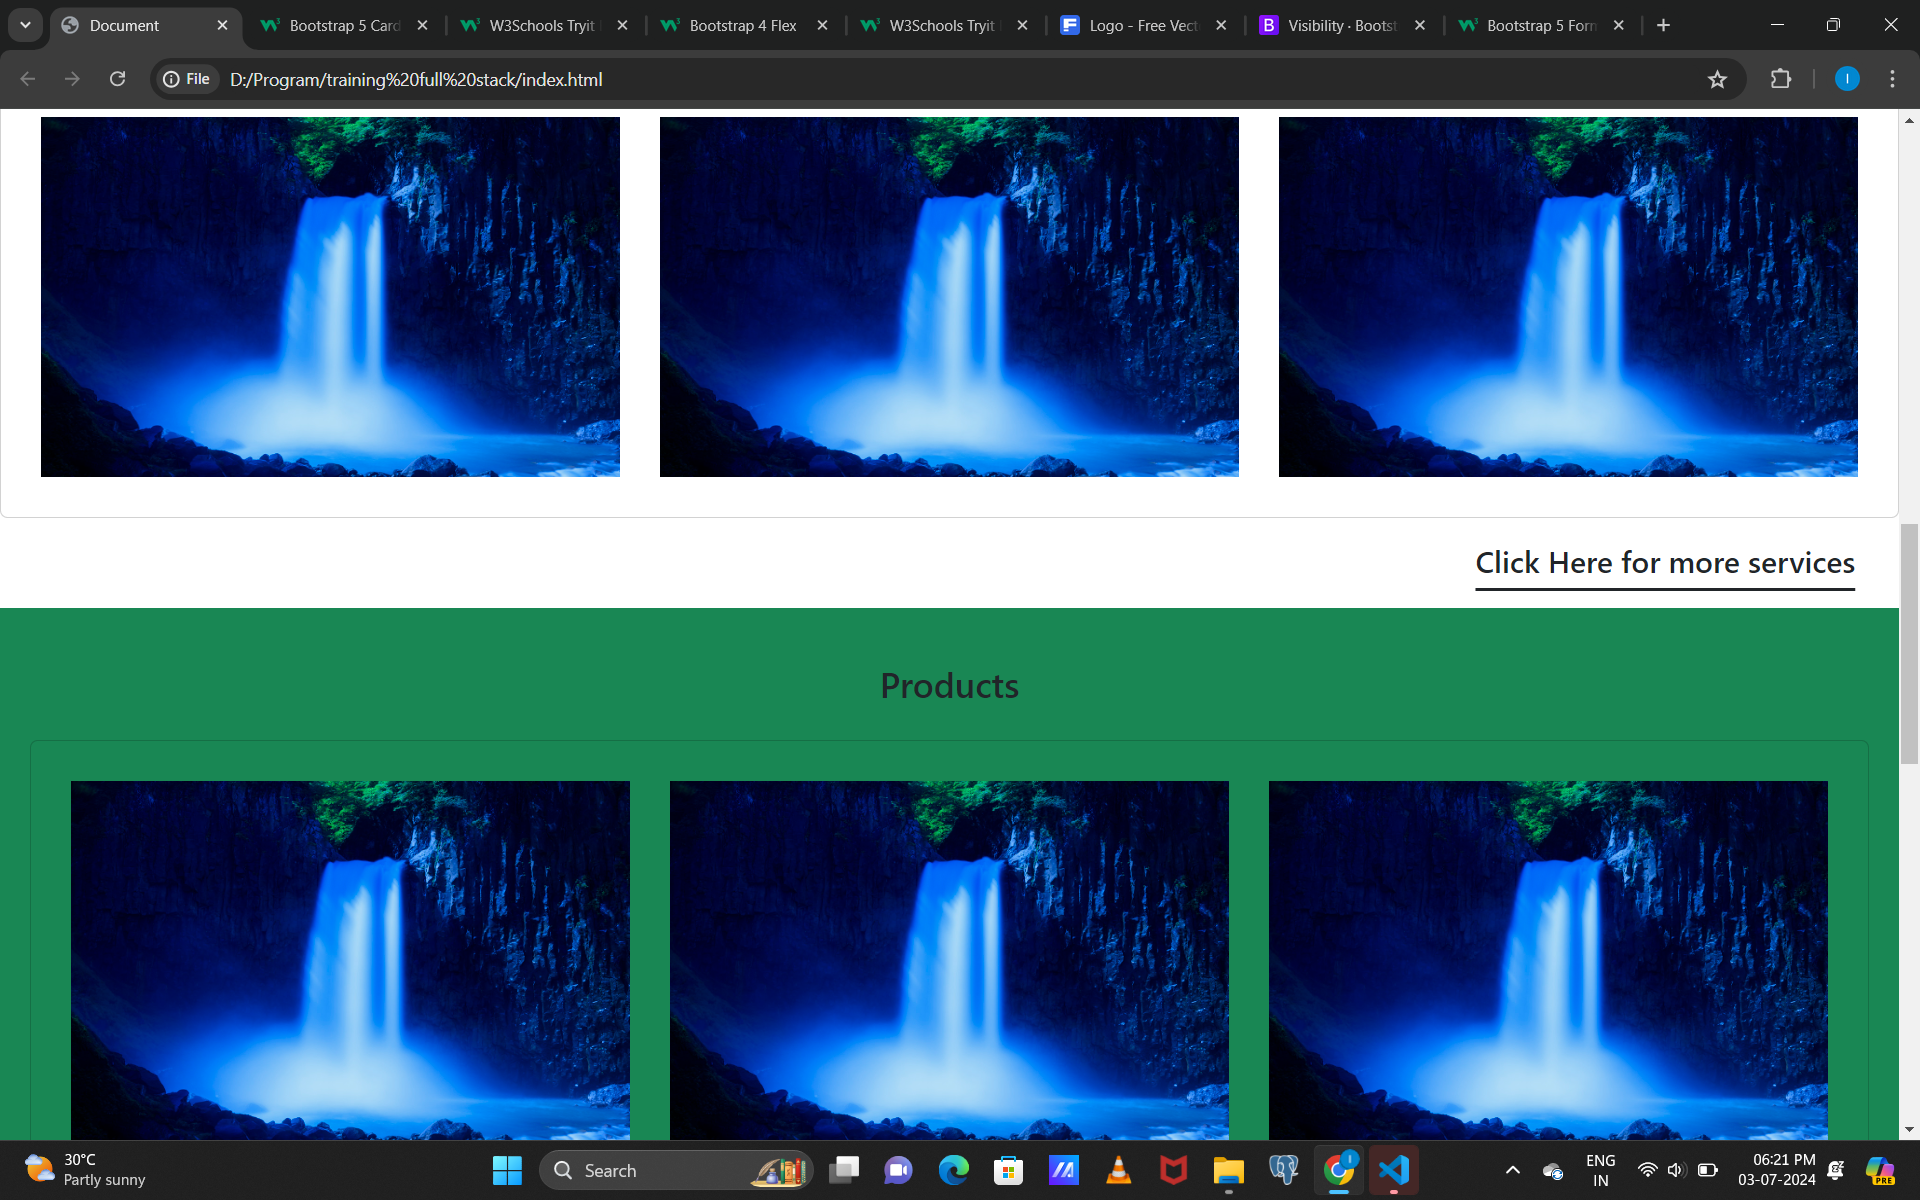 Document
Bootstrap 5 Card
W3Schools Tryit
Bootstrap 4 Flex
W3Schools Tryit
Logo - Free Vect
Visibility · Bootst
Bootstrap 5 Form
File
D:/Program/training%20full%20stack/index.html
I
Click Here for more services
Products
30°C
Partly sunny
Search
ENG
IN
06:21 PM
03-07-2024
PRE